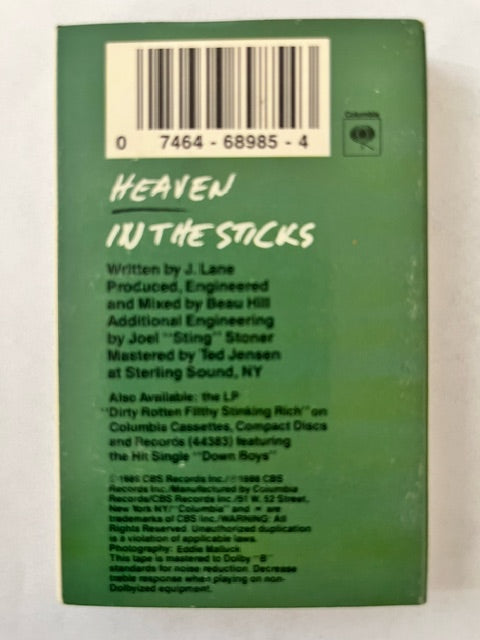 0 7464 - 68985 - 4
Columbia
HEAVEN
IN THE STICKS
Written by J. Lane
Produced, Engineered
and Mixed by Beau Hill
Additional Engineering
by Joel "Sting" Stoner
Mastered by Ted Jensen
at Sterling Sound, NY
Also Available: the LP
"Dirty Rotten Filthy Stinking Rich" on
Columbia Cassettes, Compact Discs
and Records (44383) featuring
the Hit Single "Down Boys"
CBS Records Inc./ CBS
Records Inc./Manufactured by Columbia
Records/CBS Records Inc./51 W. 52 Street,
New York NY/"Columbia" and are
trademarks of CBS Inc./WARNING: All
Rights Reserved. Unauthorized duplication
is a violation of applicable laws.
Photography: Eddie Malluck
This tape is mastered to Dolby "B"
standards for noise reduction. Decrease
treble response when playing on non-
Dolbyized equipment.